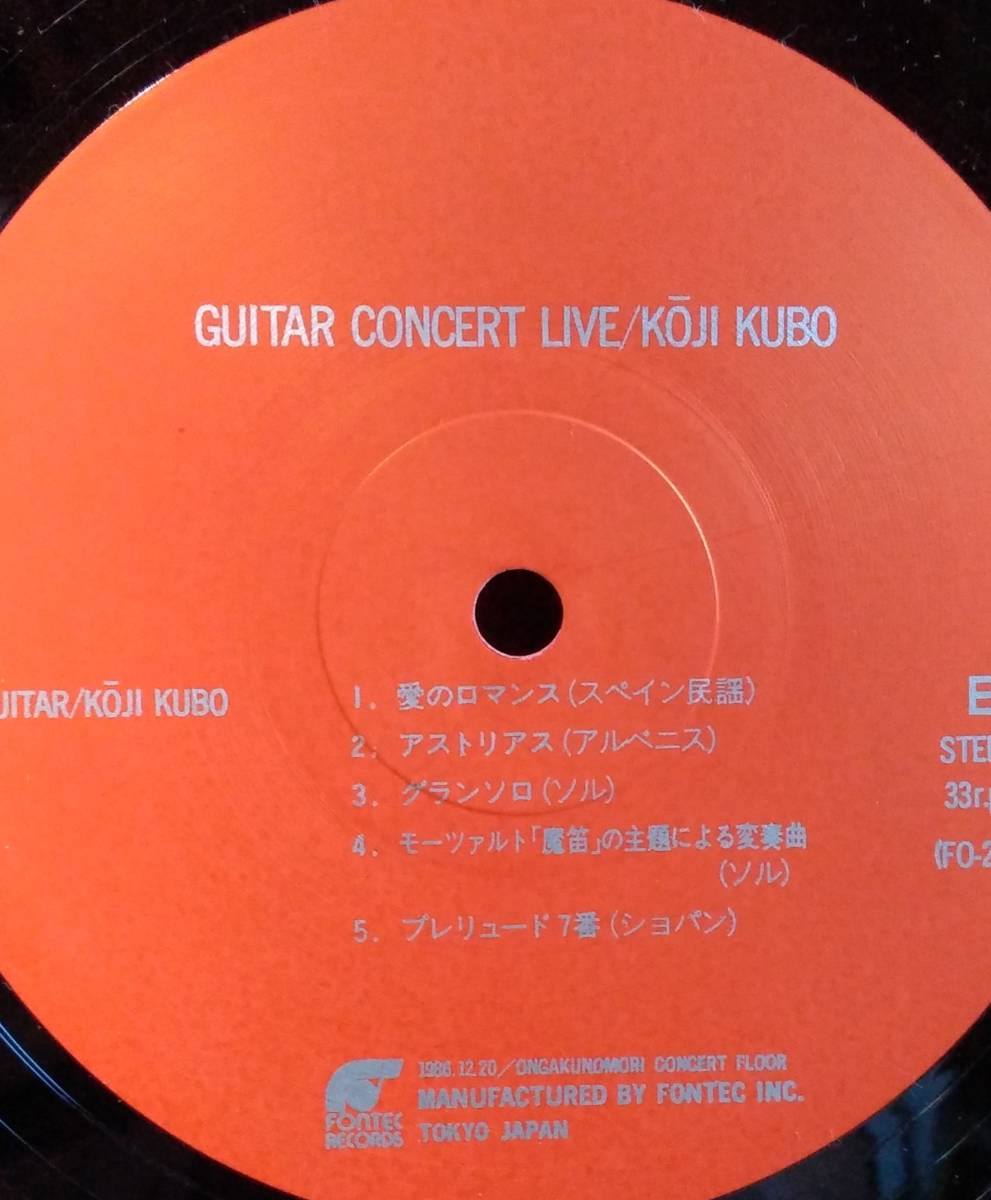 GUITAR CONCERT LIVE/KŌJI KUBO
UITAR/KŌJI KUBO
1. 愛のロマンス(スペイン民謡)
2. アストリアス(アルベニス)
3. グランソロ(ソル)
4. モーツァルト「魔笛」の主題による変奏曲
(ソル)
5. プレリュード7番(ショパン)
STE
33r.p
(FO-2
FONTEC
RECORDS
1986.12.20/ONGAKUNOMORI CONCERT FLOOR
MANUFACTURED BY FONTEC INC.
TOKYO JAPAN